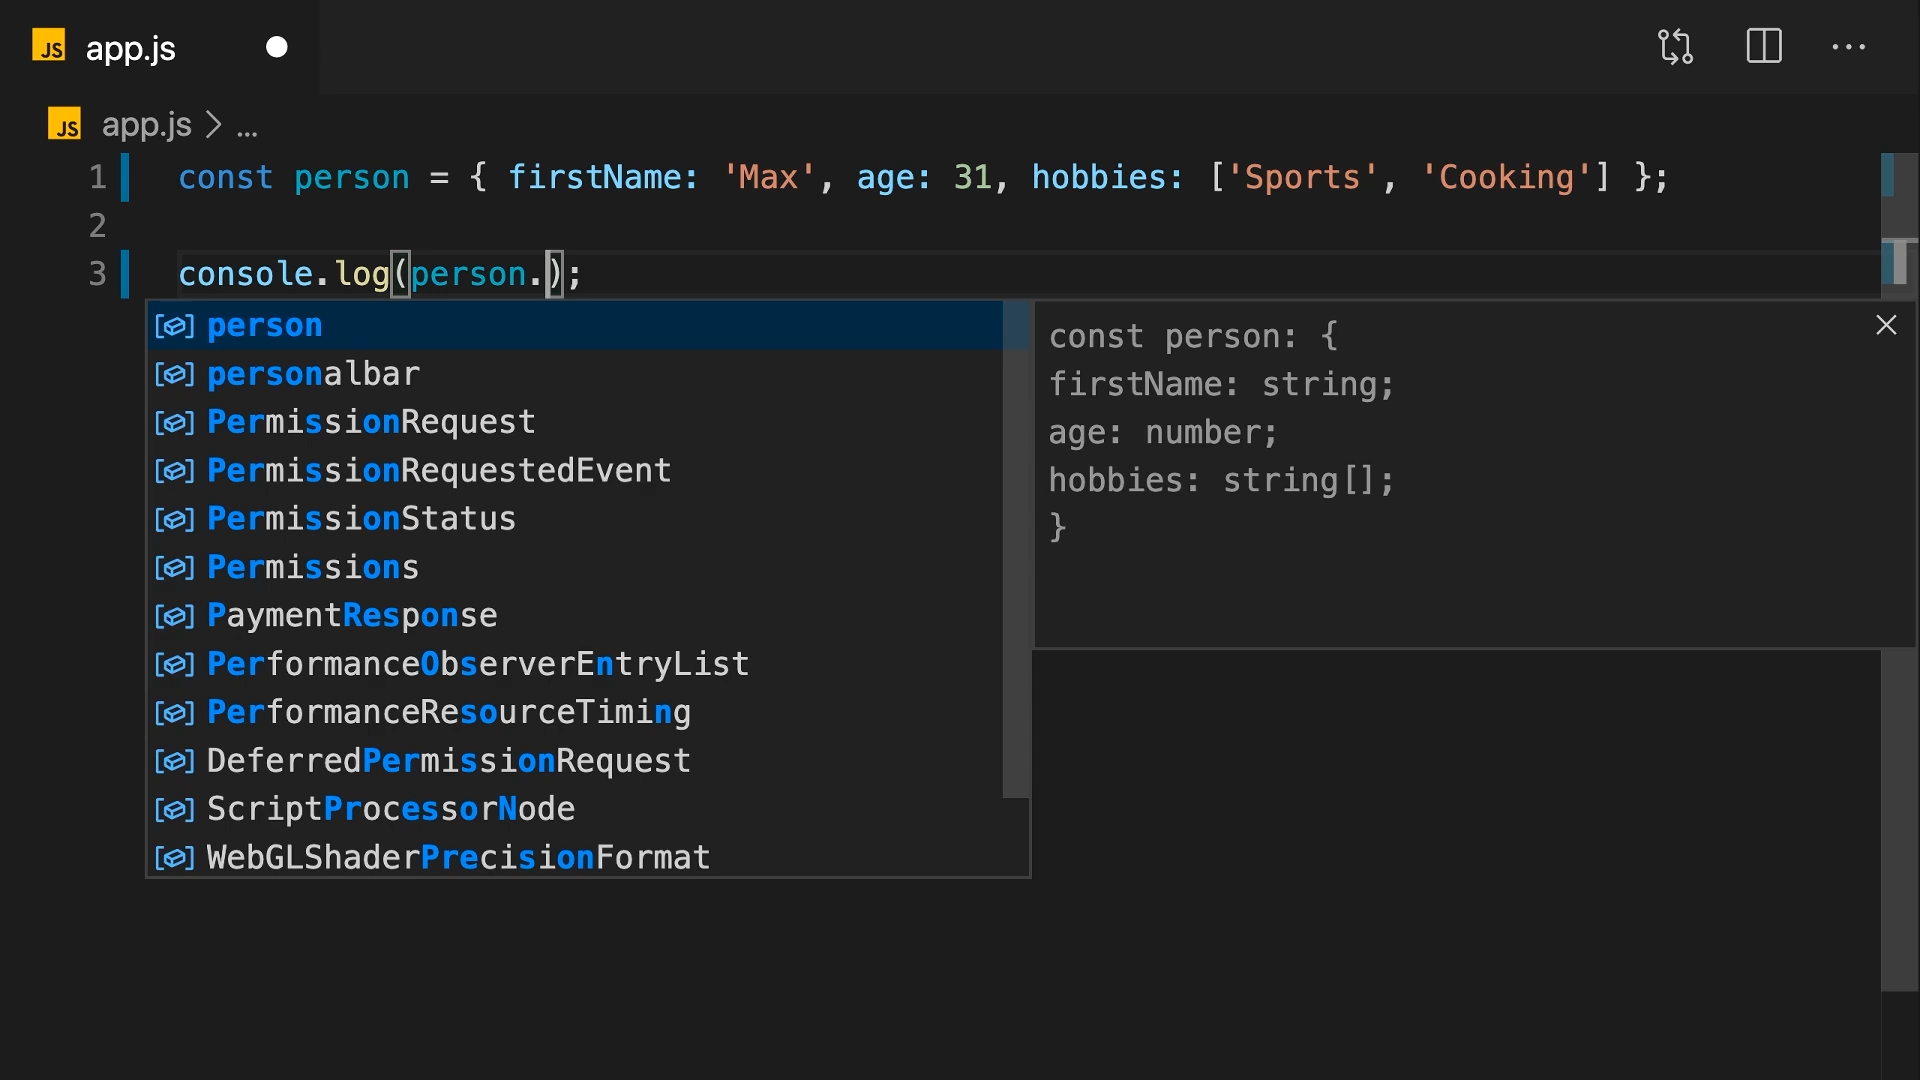 JS app.js
JS app.js > ...
1 const person = { firstName: 'Max', age: 31, hobbies: ['Sports', 'Cooking'] };
2
3 console.log(person.);
person
personalbar
PermissionRequest
PermissionRequestedEvent
PermissionStatus
Permissions
PaymentResponse
PerformanceObserverEntryList
PerformanceResourceTiming
DeferredPermissionRequest
ScriptProcessorNode
WebGLShaderPrecisionFormat
const person: {
firstName: string;
age: number;
hobbies: string[];
}